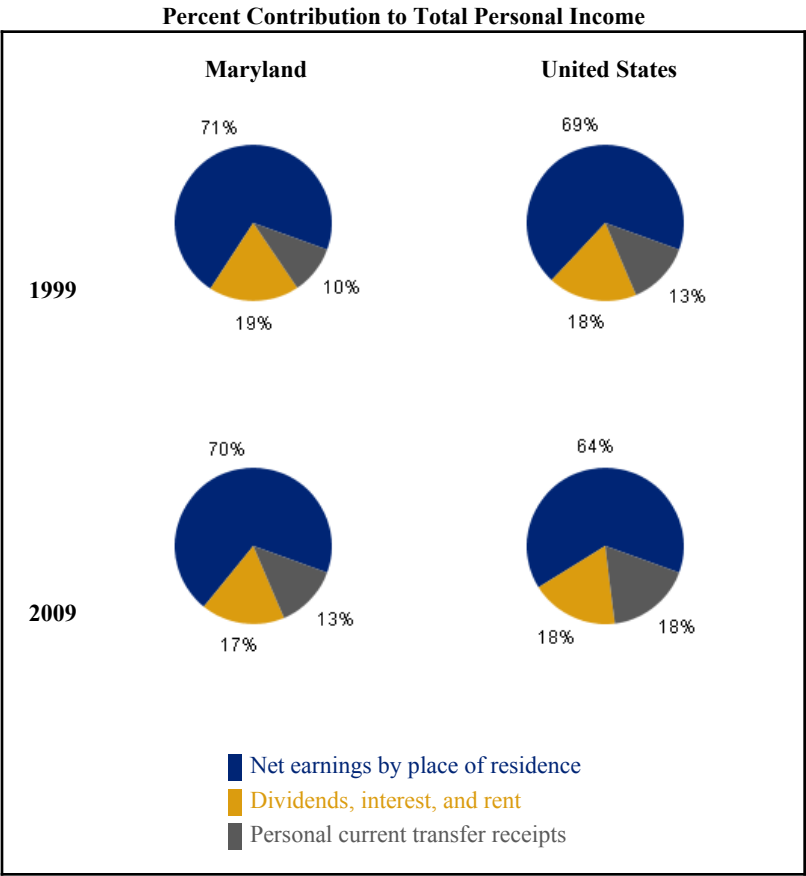 Percent Contribution to Total Personal Income
Maryland
United States
71%
69%
1999
10%
13%
19%
18%
70%
64%
2009
13%
18%
17%
18%
Net earnings by place of residence
Dividends, interest, and rent
Personal current transfer receipts